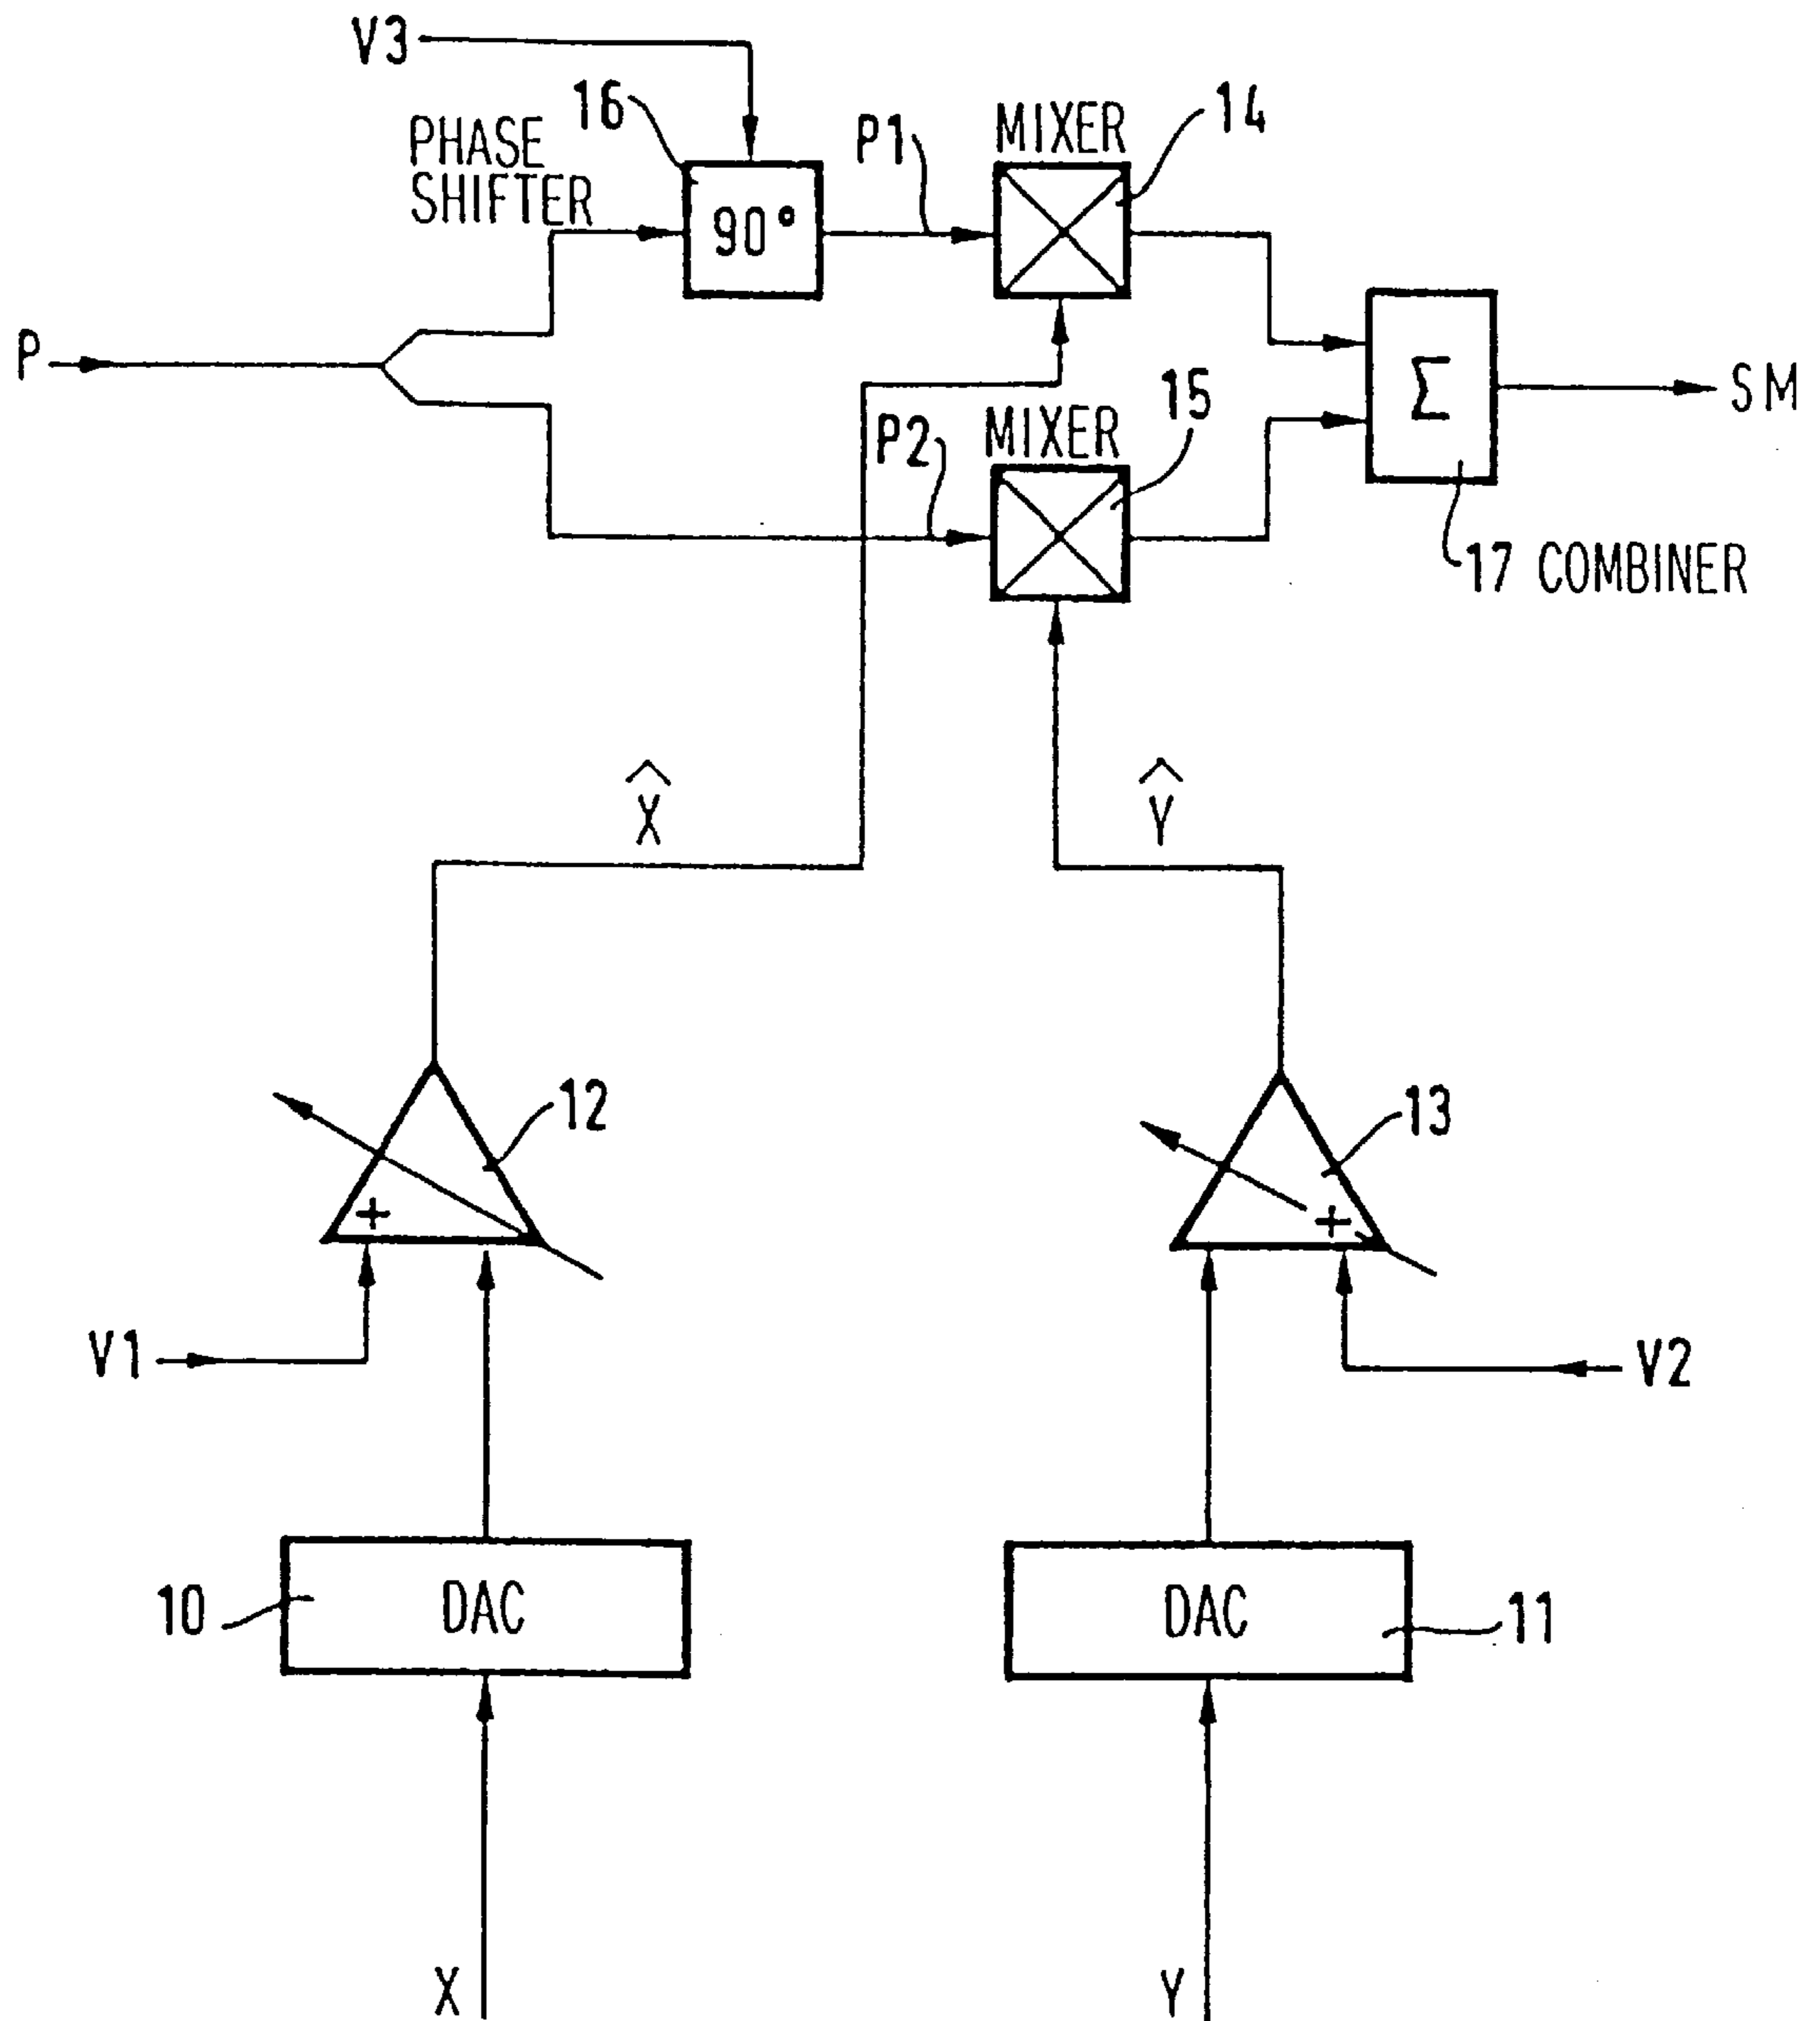 V3
16
PHASE
SHIFTER
90°
P1
MIXER
14
P
Σ
SM
P2
MIXER
15
17 COMBINER
X̂
Ŷ
12
+
13
+
V1
V2
10
DAC
DAC
11
X
Y